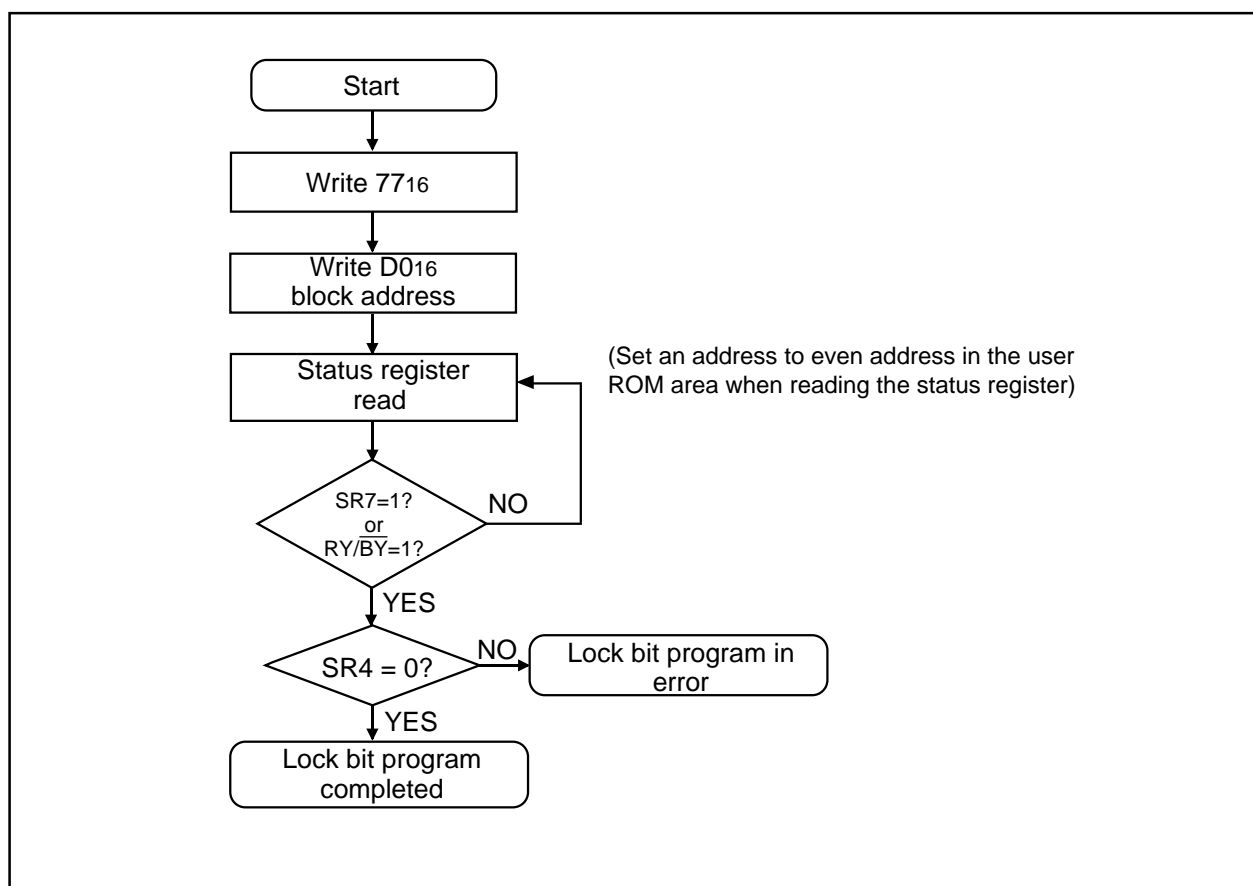 Start
Write 7716
Write D016
block address
Status register
read
(Set an address to even address in the user
ROM area when reading the status register)
SR7=1?
or
RY/B̅Y̅=1?
NO
YES
SR4 = 0?
NO
Lock bit program in
error
YES
Lock bit program
completed